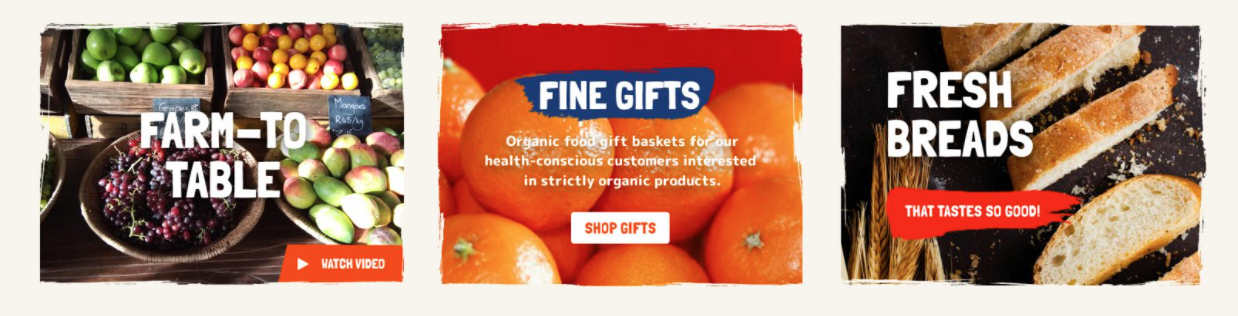 Grapes
Mangoes
R45/kg
FARM-TO
TABLE
WATCH VIDEO
FINE GIFTS
Organic food gift baskets for our
health-conscious customers interested
in strictly organic products.
SHOP GIFTS
FRESH
BREADS
THAT TASTES SO GOOD!